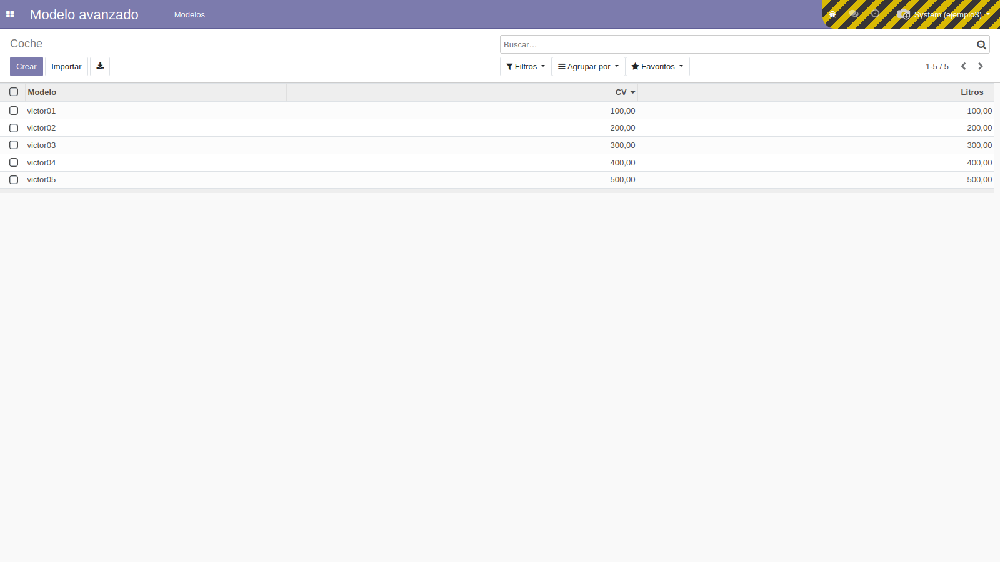 Modelo avanzado Modelos System (ejemplo3)
Coche Buscar...
Crear Importar Filtros Agrupar por Favoritos 1-5 / 5
Modelo CV Litros
victor01 100,00 100,00
victor02 200,00 200,00
victor03 300,00 300,00
victor04 400,00 400,00
victor05 500,00 500,00